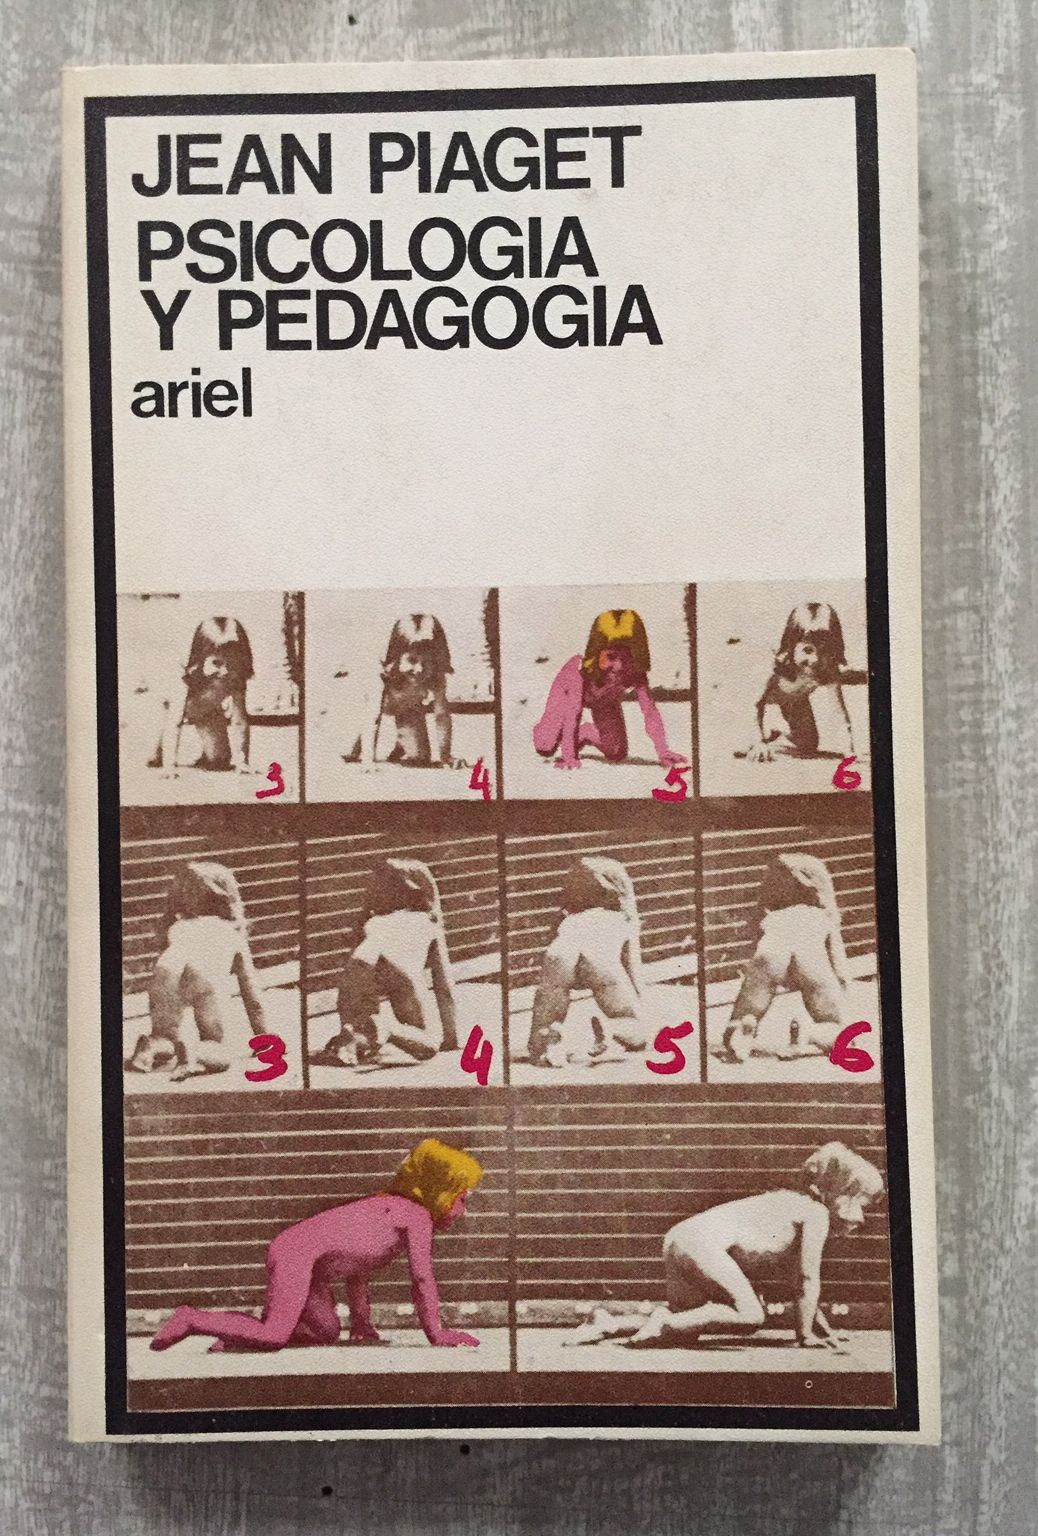 JEAN PIAGET
PSICOLOGIA
Y PEDAGOGIA
ariel
3 4 5 6
3 4 5 6